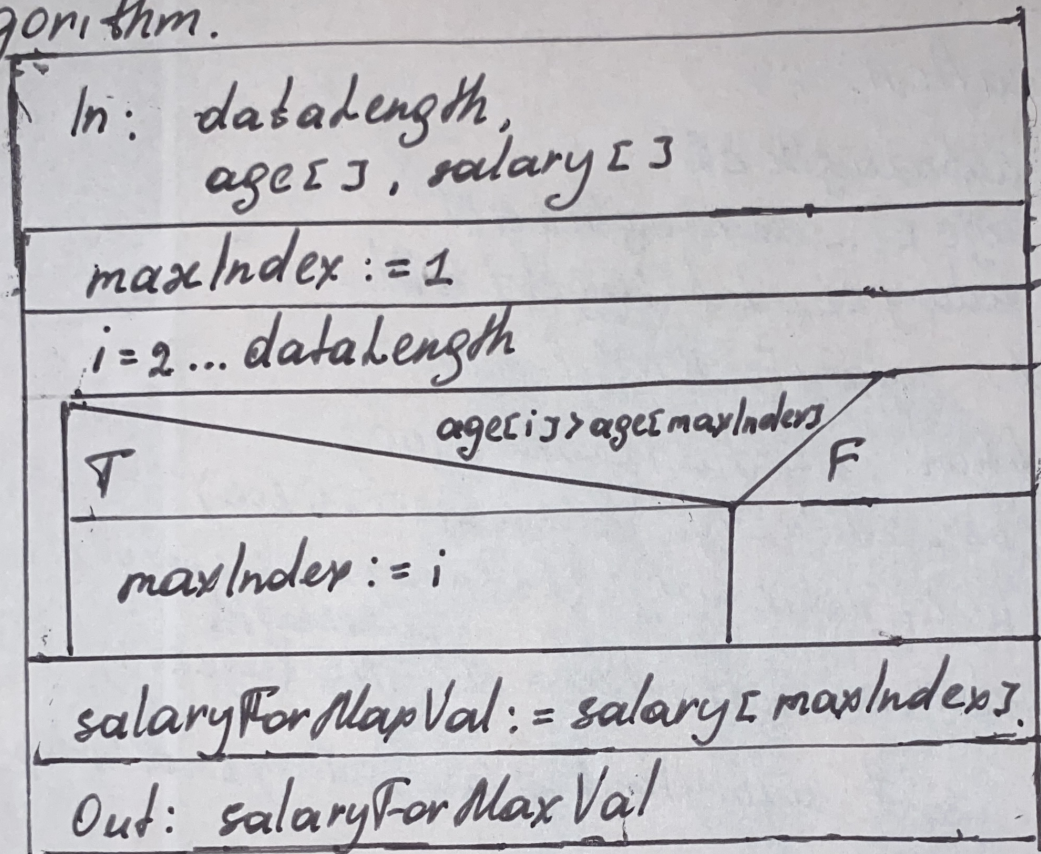 gorithm.
In: dataLength,
age[], salary[]
maxIndex := 1
i=2... dataLength
age[i]>age[maxIndex]
T
F
maxIndex := i
salaryForMaxVal := salary[maxIndex].
Out: salaryForMaxVal